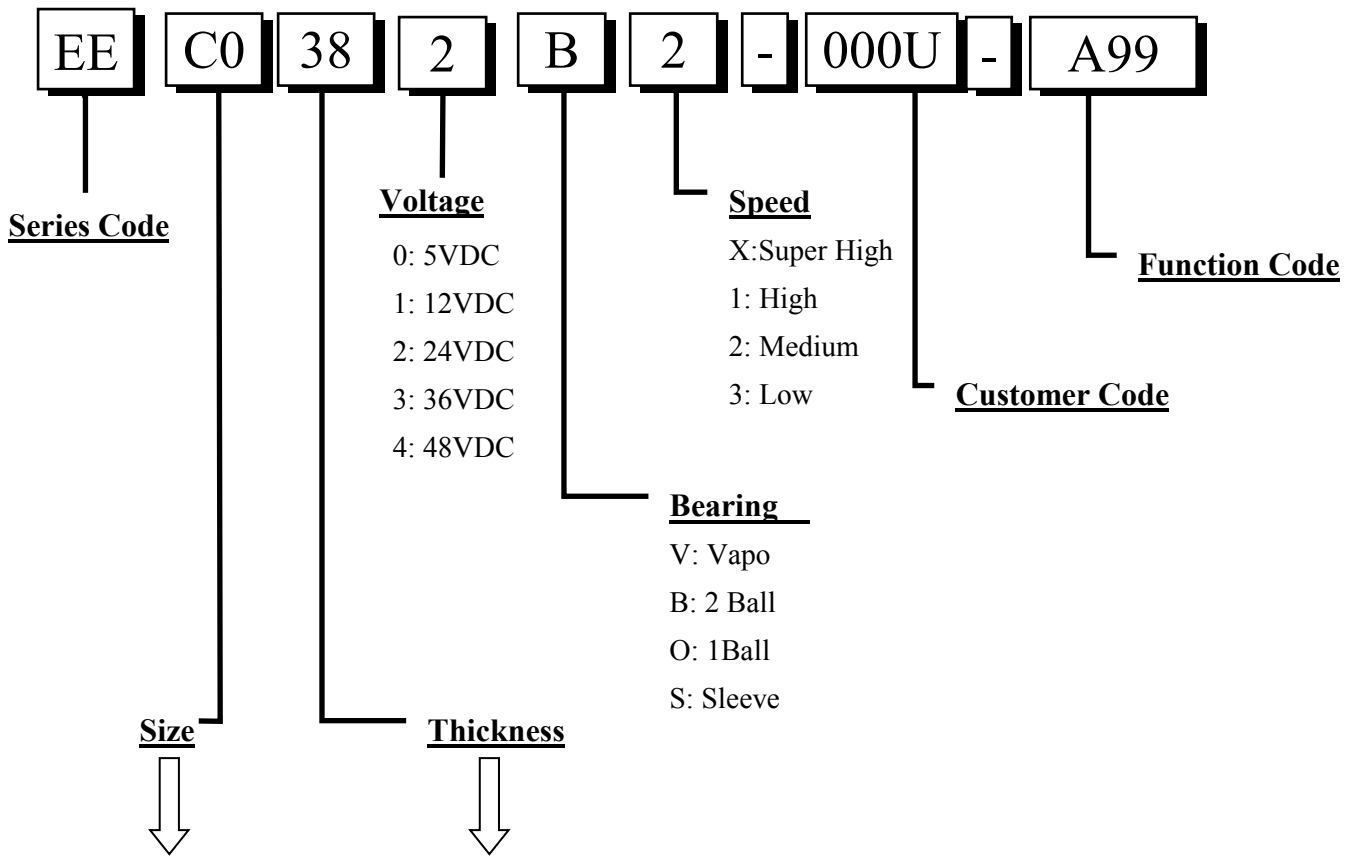 EE C0 38 2 B 2 - 000U - A99
Series Code
Voltage
0: 5VDC
1: 12VDC
2: 24VDC
3: 36VDC
4: 48VDC
Speed
X:Super High
1: High
2: Medium
3: Low
Function Code
Customer Code
Bearing
V: Vapo
B: 2 Ball
O: 1Ball
S: Sleeve
Size
Thickness